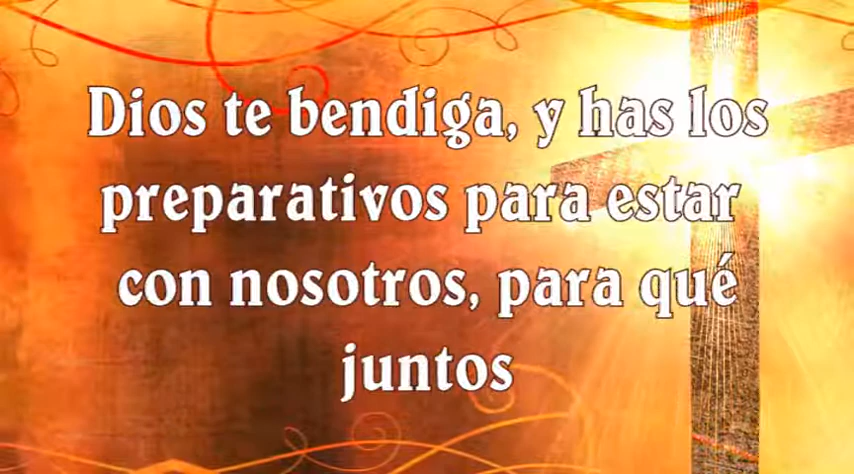 Dios te bendiga, y has los
preparativos para estar
con nosotros, para qué
juntos